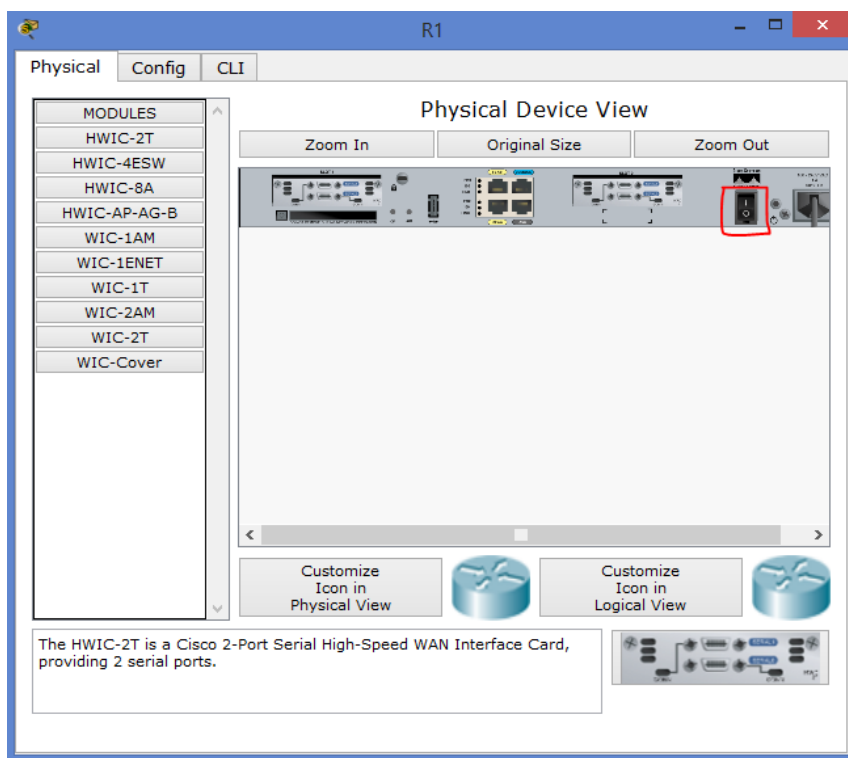 R1
Physical
Config
CLI
MODULES
HWIC-2T
HWIC-4ESW
HWIC-8A
HWIC-AP-AG-B
WIC-1AM
WIC-1ENET
WIC-1T
WIC-2AM
WIC-2T
WIC-Cover
Physical Device View
Zoom In
Original Size
Zoom Out
Customize
Icon in
Physical View
Customize
Icon in
Logical View
The HWIC-2T is a Cisco 2-Port Serial High-Speed WAN Interface Card,
providing 2 serial ports.